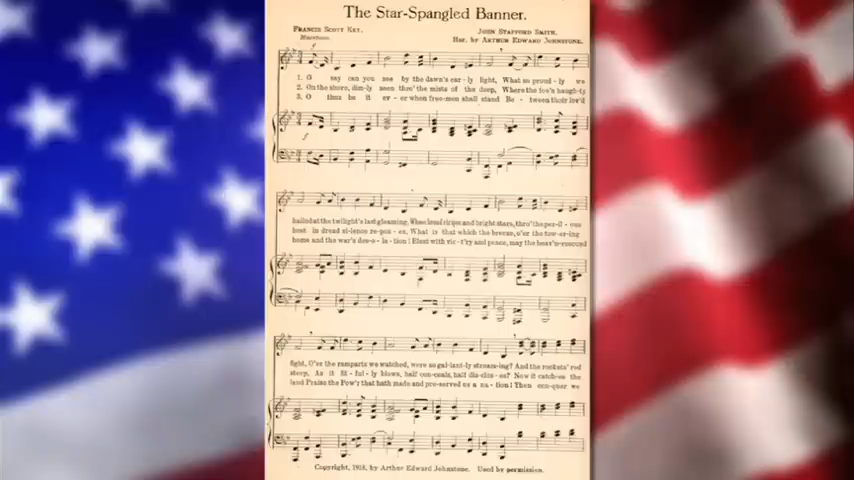 The Star-Spangled Banner.
FRANCIS SCOTT KEY.
JOHN STAFFORD SMITH.
Maestoso.
Har. by ARTHUR EDWARD JOHNSTONE.
f
1. O say can you see by the dawn's ear - ly light, What so proud - ly we
2. On the shore, dim-ly seen thro' the mists of the deep, Where the foe's haugh-ty
3. O thus be it er - er when free-men shall stand Be - tween their lov'd
f
hailed at the twilight's last gleaming, Whose broad stripes and bright stars, thro' the per-il - ous
host in dread si-lence re-pos - es, What is that which the breeze, o'er the tow-er-ing
home and the war's des-o - la - tion! Blest with vic-t'ry and peace, may the heav'n-rescued
fight, O'er the ramparts we watched, were so gal-lant-ly stream-ing? And the rockets' red
steep, As it fit - ful - ly blows, half con-ceals, half dis-clos - es? Now it catch-es the
land Praise the Pow'r that hath made and pre-served us a na - tion! Then con-quer we
Copyright, 1918, by Arthur Edward Johnstone. Used by permission.